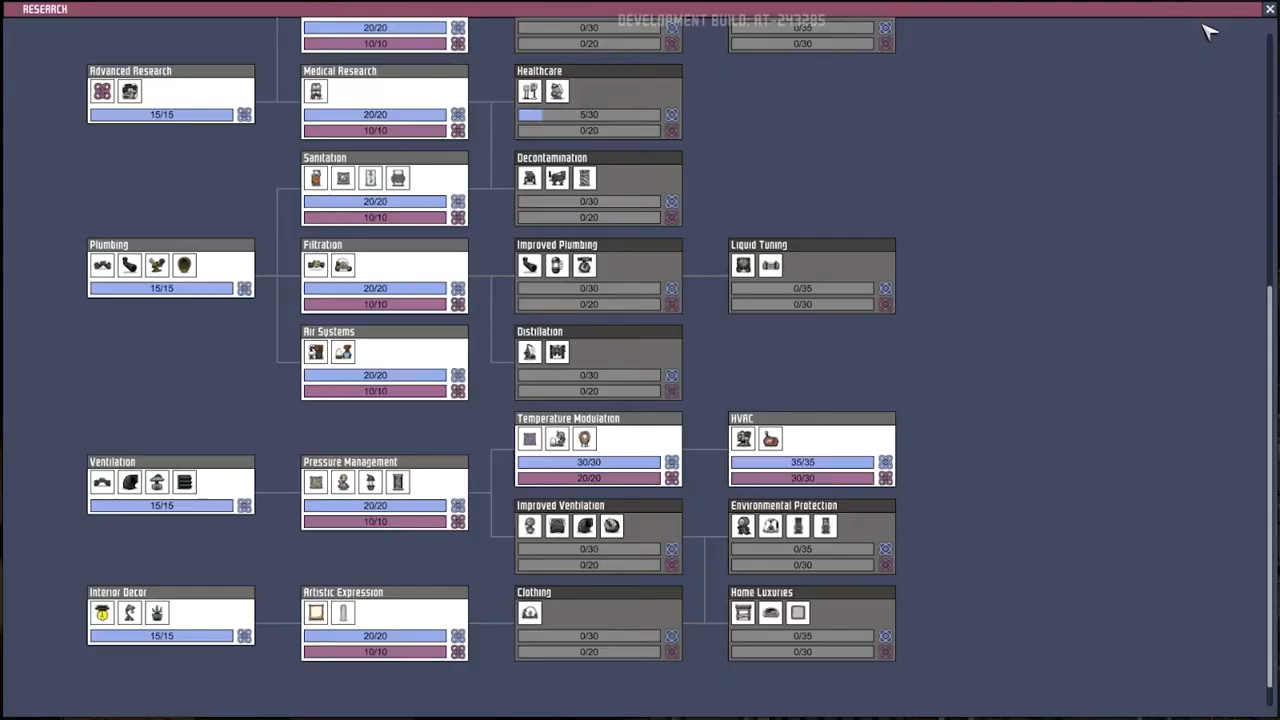 RESEARCH
DEVELOPMENT BUILD: AT-243285
20/20 0/30 0/35
10/10 0/20 0/30
Advanced Research Medical Research Healthcare
15/15 20/20 5/30
10/10 0/20
Sanitation Decontamination
20/20 0/30
10/10 0/20
Plumbing Filtration Improved Plumbing Liquid Tuning
15/15 20/20 0/30 0/35
10/10 0/20 0/30
Air Systems Distillation
20/20 0/30
10/10 0/20
Temperature Modulation HVAC
30/30 35/35
20/20 30/30
Ventilation Pressure Management
15/15 20/20
10/10
Improved Ventilation Environmental Protection
0/30 0/35
0/20 0/30
Interior Decor Artistic Expression Clothing Home Luxuries
15/15 20/20 0/30 0/35
10/10 0/20 0/30